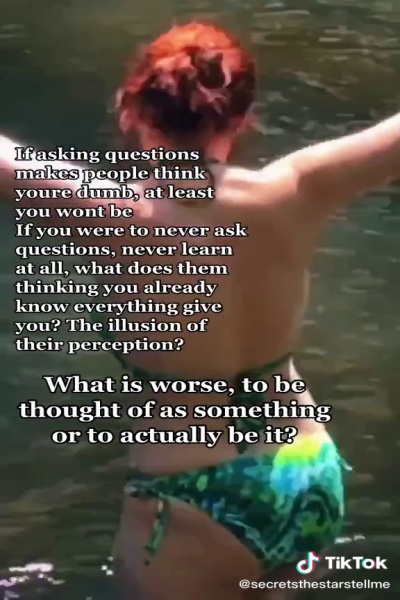 If asking questions
makes people think
youre dumb, at least
you wont be
If you were to never ask
questions, never learn
at all, what does them
thinking you already
know everything give
you? The illusion of
their perception?
What is worse, to be
thought of as something
or to actually be it?
TikTok
@secretsthestarstellme